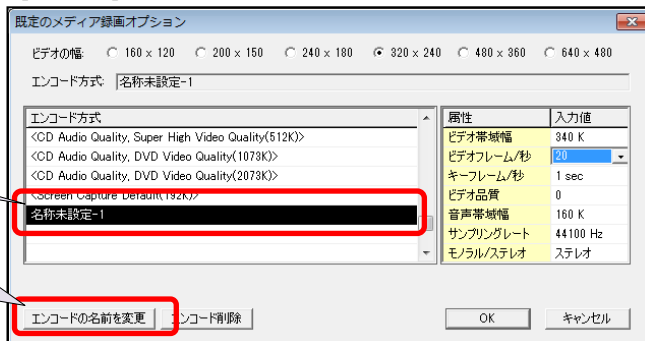 既定のメディア録画オプション
ビデオの幅: 160 x 120 200 x 150 240 x 180 320 x 240 480 x 360 640 x 480
エンコード方式: 名称未設定-1
エンコード方式
<CD Audio Quality, Super High Video Quality(512K)>
<CD Audio Quality, DVD Video Quality(1073K)>
<CD Audio Quality, DVD Video Quality(2073K)>
<Screen Capture Default(192K)>
名称未設定-1
属性 入力値
ビデオ帯域幅 340 K
ビデオフレーム/秒 20
キーフレーム/秒 1 sec
ビデオ品質 0
音声帯域幅 160 K
サンプリングレート 44100 Hz
モノラル/ステレオ ステレオ
エンコードの名前を変更 エンコード削除 OK キャンセル